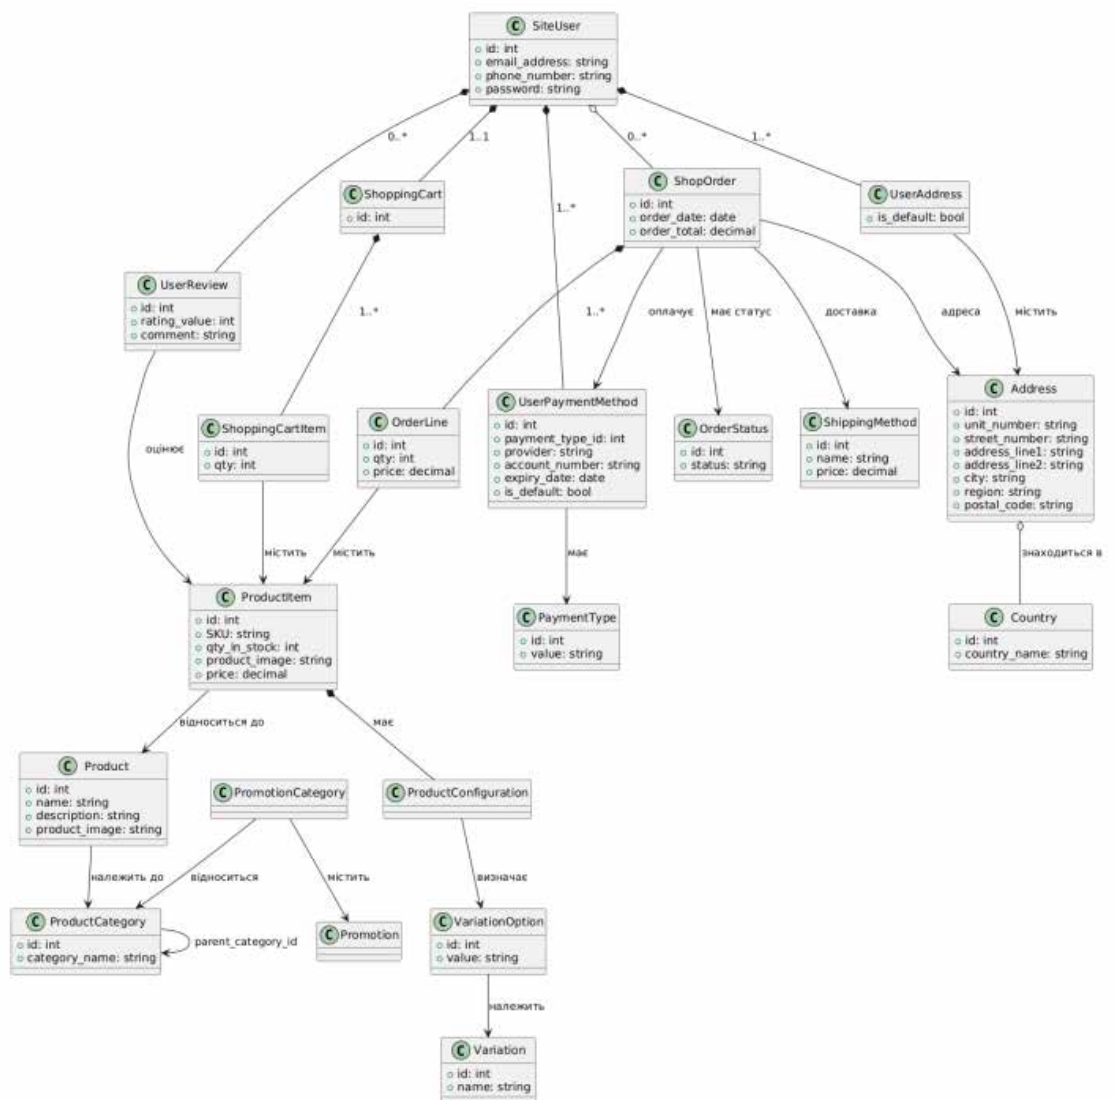 C SiteUser
id: int
email_address: string
phone_number: string
password: string
0..*
1..1
1..*
0..*
1..*
C ShoppingCart
id: int
C ShopOrder
id: int
order_date: date
order_total: decimal
C UserAddress
is_default: bool
C UserReview
id: int
rating_value: int
comment: string
1..*
1..*
оплачує
має статус
доставка
адреса
містить
C ShoppingCartItem
id: int
qty: int
C OrderLine
id: int
qty: int
price: decimal
C UserPaymentMethod
id: int
payment_type_id: int
provider: string
account_number: string
expiry_date: date
is_default: bool
C OrderStatus
id: int
status: string
C ShippingMethod
id: int
name: string
price: decimal
C Address
id: int
unit_number: string
street_number: string
address_line1: string
address_line2: string
city: string
region: string
postal_code: string
оцінює
містить
містить
має
знаходиться в
C ProductItem
id: int
SKU: string
qty_in_stock: int
product_image: string
price: decimal
C PaymentType
id: int
value: string
C Country
id: int
country_name: string
відноситься до
має
C Product
id: int
name: string
description: string
product_image: string
C PromotionCategory
C ProductConfiguration
належить до
відноситься
містить
визначає
C ProductCategory
id: int
category_name: string
parent_category_id
C Promotion
C VariationOption
id: int
value: string
належить
C Variation
id: int
name: string